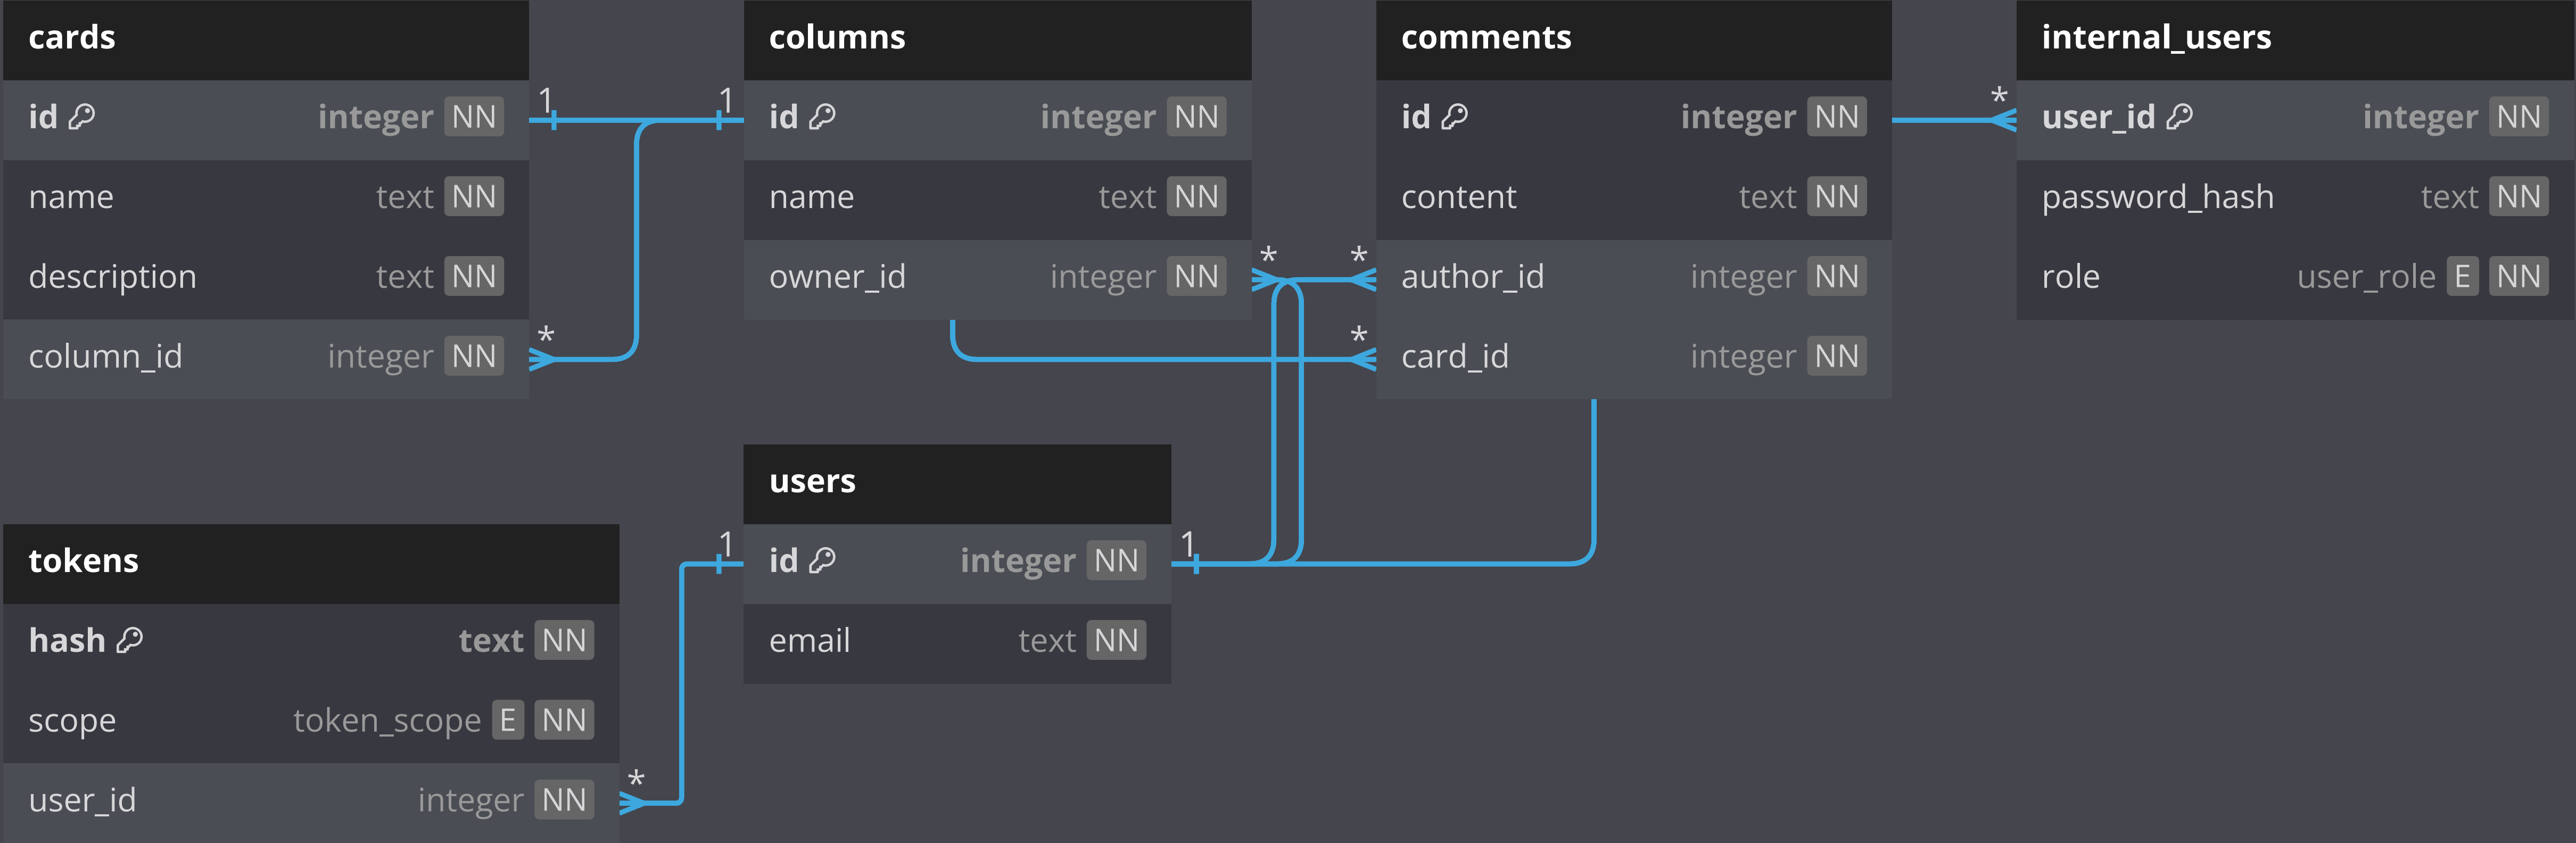 cards
id integer NN
name text NN
description text NN
column_id integer NN
1
*
1
columns
id integer NN
name text NN
owner_id integer NN
*
*
*
comments
id integer NN
content text NN
author_id integer NN
card_id integer NN
*
internal_users
user_id integer NN
password_hash text NN
role user_role E NN
tokens
hash text NN
scope token_scope E NN
user_id integer NN
*
1
users
id integer NN
email text NN
1